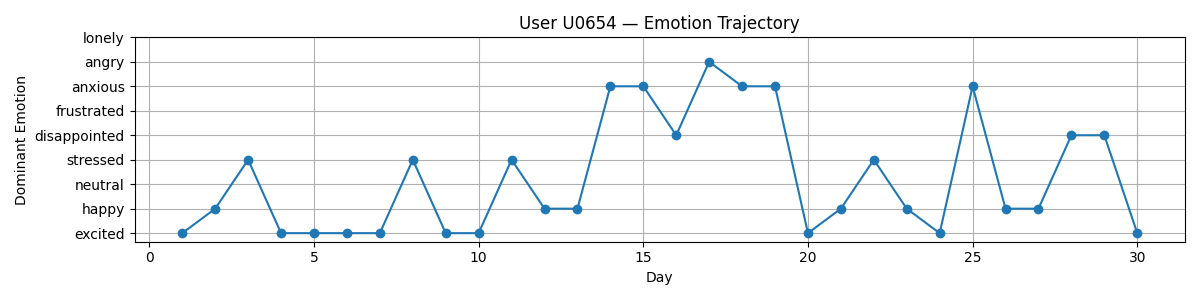 User U0654 — Emotion Trajectory
lonely
angry
anxious
frustrated
disappointed
stressed
neutral
happy
excited
Dominant Emotion
0 5 10 15 20 25 30
Day